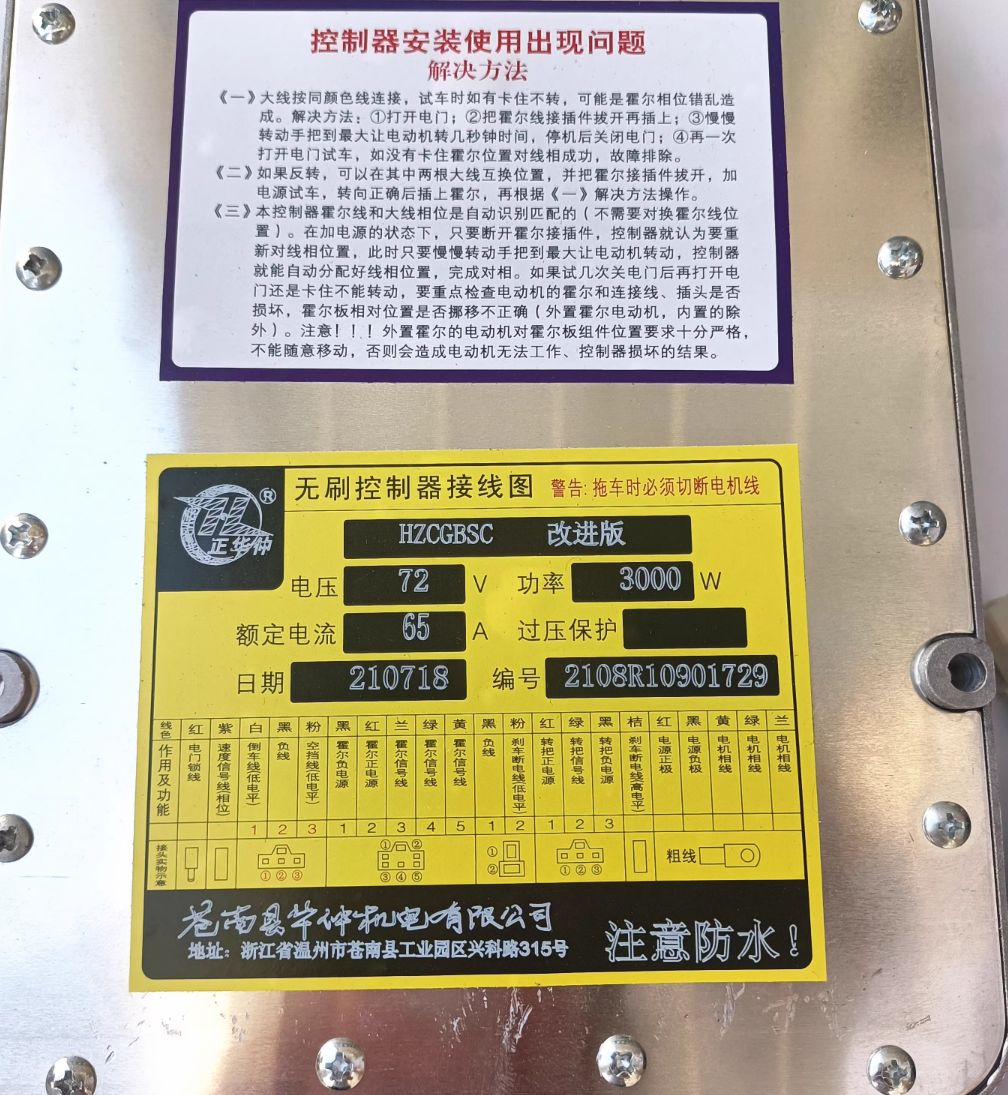 控制器安装使用出现问题
解决方法
《一》大线按同颜色线连接，试车时如有卡住不转，可能是霍尔相位错乱造
成。解决方法：①打开电门；②把霍尔线接插件拔开再插上；③慢慢
转动手把到最大让电动机转几秒钟时间，停机后关闭电门；④再一次
打开电门试车，如没有卡住霍尔位置对线相成功，故障排除。
《二》如果反转，可以在其中两根大线互换位置，并把霍尔接插件拔开，加
电源试车，转向正确后插上霍尔，再根据《一》解决方法操作。
《三》本控制器霍尔线和大线相位是自动识别匹配的（不需要对换霍尔线位
置）。在加电源的状态下，只要断开霍尔接插件，控制器就认为要重
新对线相位置，此时只要慢慢转动手把到最大让电动机转动，控制器
就能自动分配好线相位置，完成对相。如果试几次关电门后再打开电
门还是卡住不能转动，要重点检查电动机的霍尔和连接线、插头是否
损坏，霍尔板相对位置是否挪移不正确（外置霍尔电动机，内置的除
外）。注意！！！外置霍尔的电动机对霍尔板组件位置要求十分严格，
不能随意移动，否则会造成电动机无法工作、控制器损坏的结果。
正华仲 ®
无刷控制器接线图 警告:拖车时必须切断电机线
HZCGBSC 改进版
电压 72 V 功率 3000 W
额定电流 65 A 过压保护
日期 210718 编号 2108R10901729
线色 红 紫 白 黑 粉 黑 红 兰 绿 黄 黑 粉 红 绿 黑 桔 红 黑 黄 绿 兰
作用及功能 电门锁线 速度信号线(相位) 倒车线(低电平) 负线 空挡线(低电平) 霍尔负电源 霍尔正电源 霍尔信号线 霍尔信号线 霍尔信号线 负线 刹车断电线(低电平) 转把正电源 转把信号线 转把负电源 刹车断电线(高电平) 电源正极 电源负极 电机相线 电机相线 电机相线
1 2 3 1 2 3 4 5 1 2 1 2 3
接头实物示意 ①②③ ①②③④⑤ ①② ①②③ 粗线
苍南县华仲机电有限公司
地址：浙江省温州市苍南县工业园区兴科路315号
注意防水！